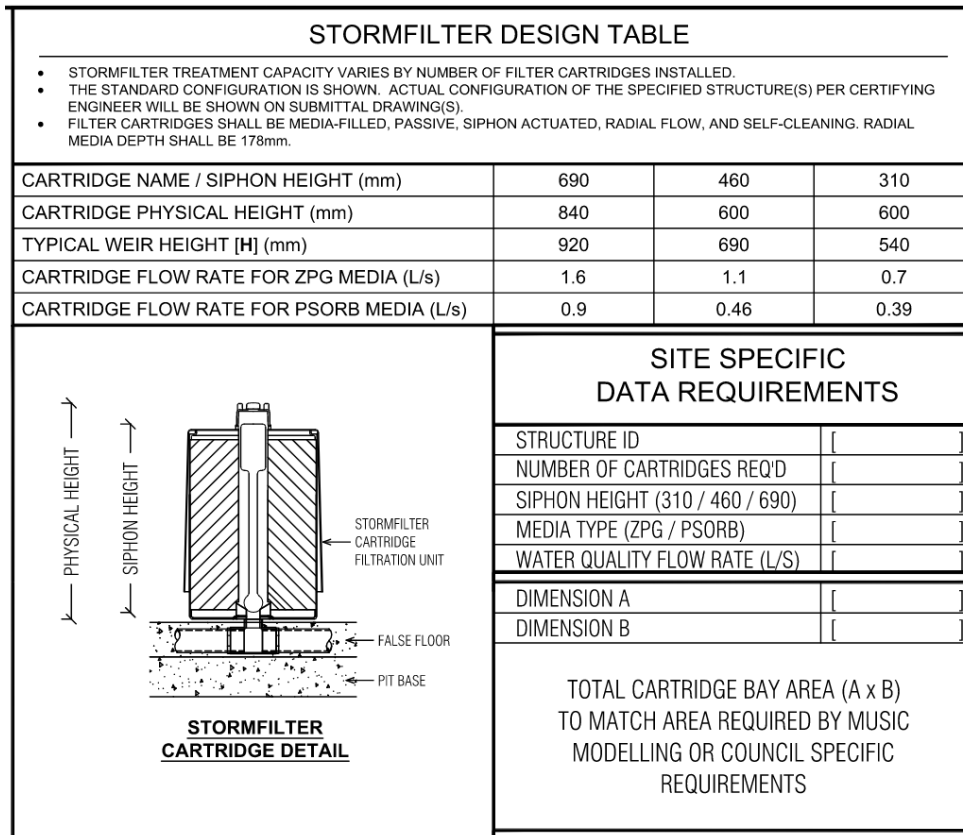 STORMFILTER DESIGN TABLE
• STORMFILTER TREATMENT CAPACITY VARIES BY NUMBER OF FILTER CARTRIDGES INSTALLED.
• THE STANDARD CONFIGURATION IS SHOWN. ACTUAL CONFIGURATION OF THE SPECIFIED STRUCTURE(S) PER CERTIFYING
ENGINEER WILL BE SHOWN ON SUBMITTAL DRAWING(S).
• FILTER CARTRIDGES SHALL BE MEDIA-FILLED, PASSIVE, SIPHON ACTUATED, RADIAL FLOW, AND SELF-CLEANING. RADIAL
MEDIA DEPTH SHALL BE 178mm.
CARTRIDGE NAME / SIPHON HEIGHT (mm) 690 460 310
CARTRIDGE PHYSICAL HEIGHT (mm) 840 600 600
TYPICAL WEIR HEIGHT [H] (mm) 920 690 540
CARTRIDGE FLOW RATE FOR ZPG MEDIA (L/s) 1.6 1.1 0.7
CARTRIDGE FLOW RATE FOR PSORB MEDIA (L/s) 0.9 0.46 0.39
PHYSICAL HEIGHT
SIPHON HEIGHT
STORMFILTER
CARTRIDGE
FILTRATION UNIT
FALSE FLOOR
PIT BASE
STORMFILTER
CARTRIDGE DETAIL
SITE SPECIFIC
DATA REQUIREMENTS
STRUCTURE ID [ ]
NUMBER OF CARTRIDGES REQ'D [ ]
SIPHON HEIGHT (310 / 460 / 690) [ ]
MEDIA TYPE (ZPG / PSORB) [ ]
WATER QUALITY FLOW RATE (L/S) [ ]
DIMENSION A [ ]
DIMENSION B [ ]
TOTAL CARTRIDGE BAY AREA (A x B)
TO MATCH AREA REQUIRED BY MUSIC
MODELLING OR COUNCIL SPECIFIC
REQUIREMENTS